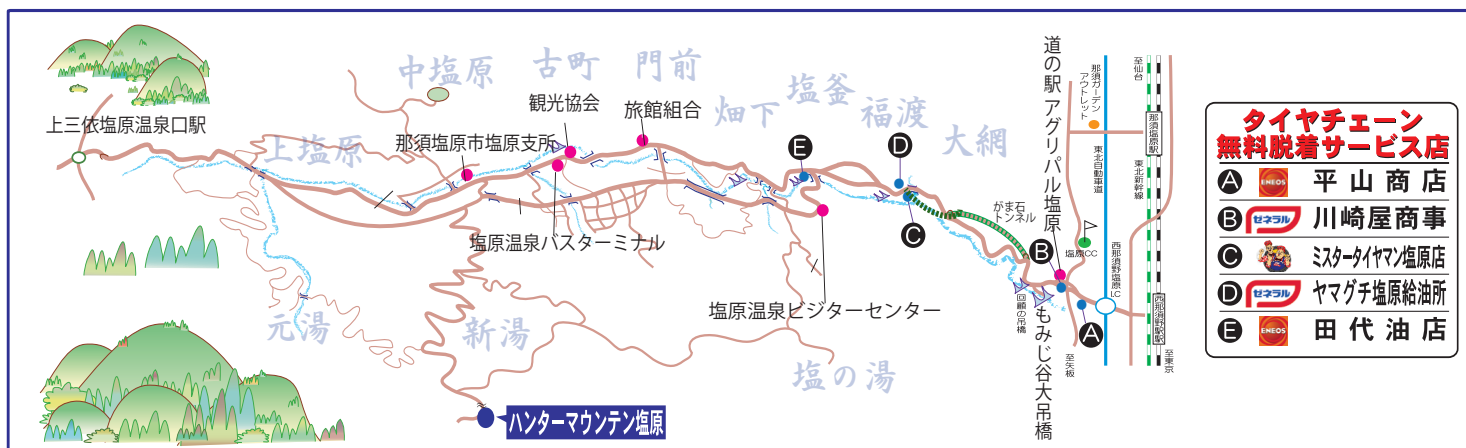 中塩原
古町
門前
畑下
塩釜
福渡
大網
上塩原
元湯
新湯
塩の湯
上三依塩原温泉口駅
那須塩原市塩原支所
観光協会
旅館組合
塩原温泉バスターミナル
塩原温泉ビジターセンター
ハンターマウンテン塩原
E
D
C
B
A
がま石
トンネル
道の駅 アグリパル塩原
回顧の吊橋
もみじ谷大吊橋
塩原CC
那須ガーデン
アウトレット
東北自動車道
西那須野塩原I.C
至矢板
至仙台
那須塩原駅
東北新幹線
西那須野駅
至東京
タイヤチェーン
無料脱着サービス店
A ENEOS 平山商店
B ゼネラル 川崎屋商事
C ミスタータイヤマン塩原店
D ゼネラル ヤマグチ塩原給油所
E ENEOS 田代油店